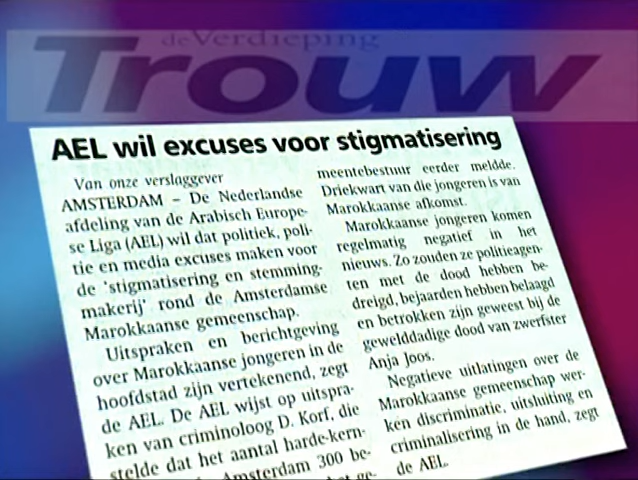 deVerdieping
Trouw
AEL wil excuses voor stigmatisering
Van onze verslaggever
AMSTERDAM – De Nederlandse
afdeling van de Arabisch Europe-
se Liga (AEL) wil dat politiek, poli-
tie en media excuses maken voor
de 'stigmatisering en stemming-
makerij' rond de Amsterdamse
Marokkaanse gemeenschap.
Uitspraken en berichtgeving
over Marokkaanse jongeren in de
hoofdstad zijn vertekenend, zegt
de AEL. De AEL wijst op uitspra-
ken van criminoloog D. Korf, die
stelde dat het aantal harde-kern-
Amsterdam 300 be-
meentebestuur eerder meldde.
Driekwart van die jongeren is van
Marokkaanse afkomst.
Marokkaanse jongeren komen
regelmatig negatief in het
nieuws. Zo zouden ze politieagen-
ten met de dood hebben be-
dreigd, bejaarden hebben belaagd
en betrokken zijn geweest bij de
gewelddadige dood van zwerfster
Anja Joos.
Negatieve uitlatingen over de
Marokkaanse gemeenschap wer-
ken discriminatie, uitsluiting en
criminalisering in de hand, zegt
de AEL.